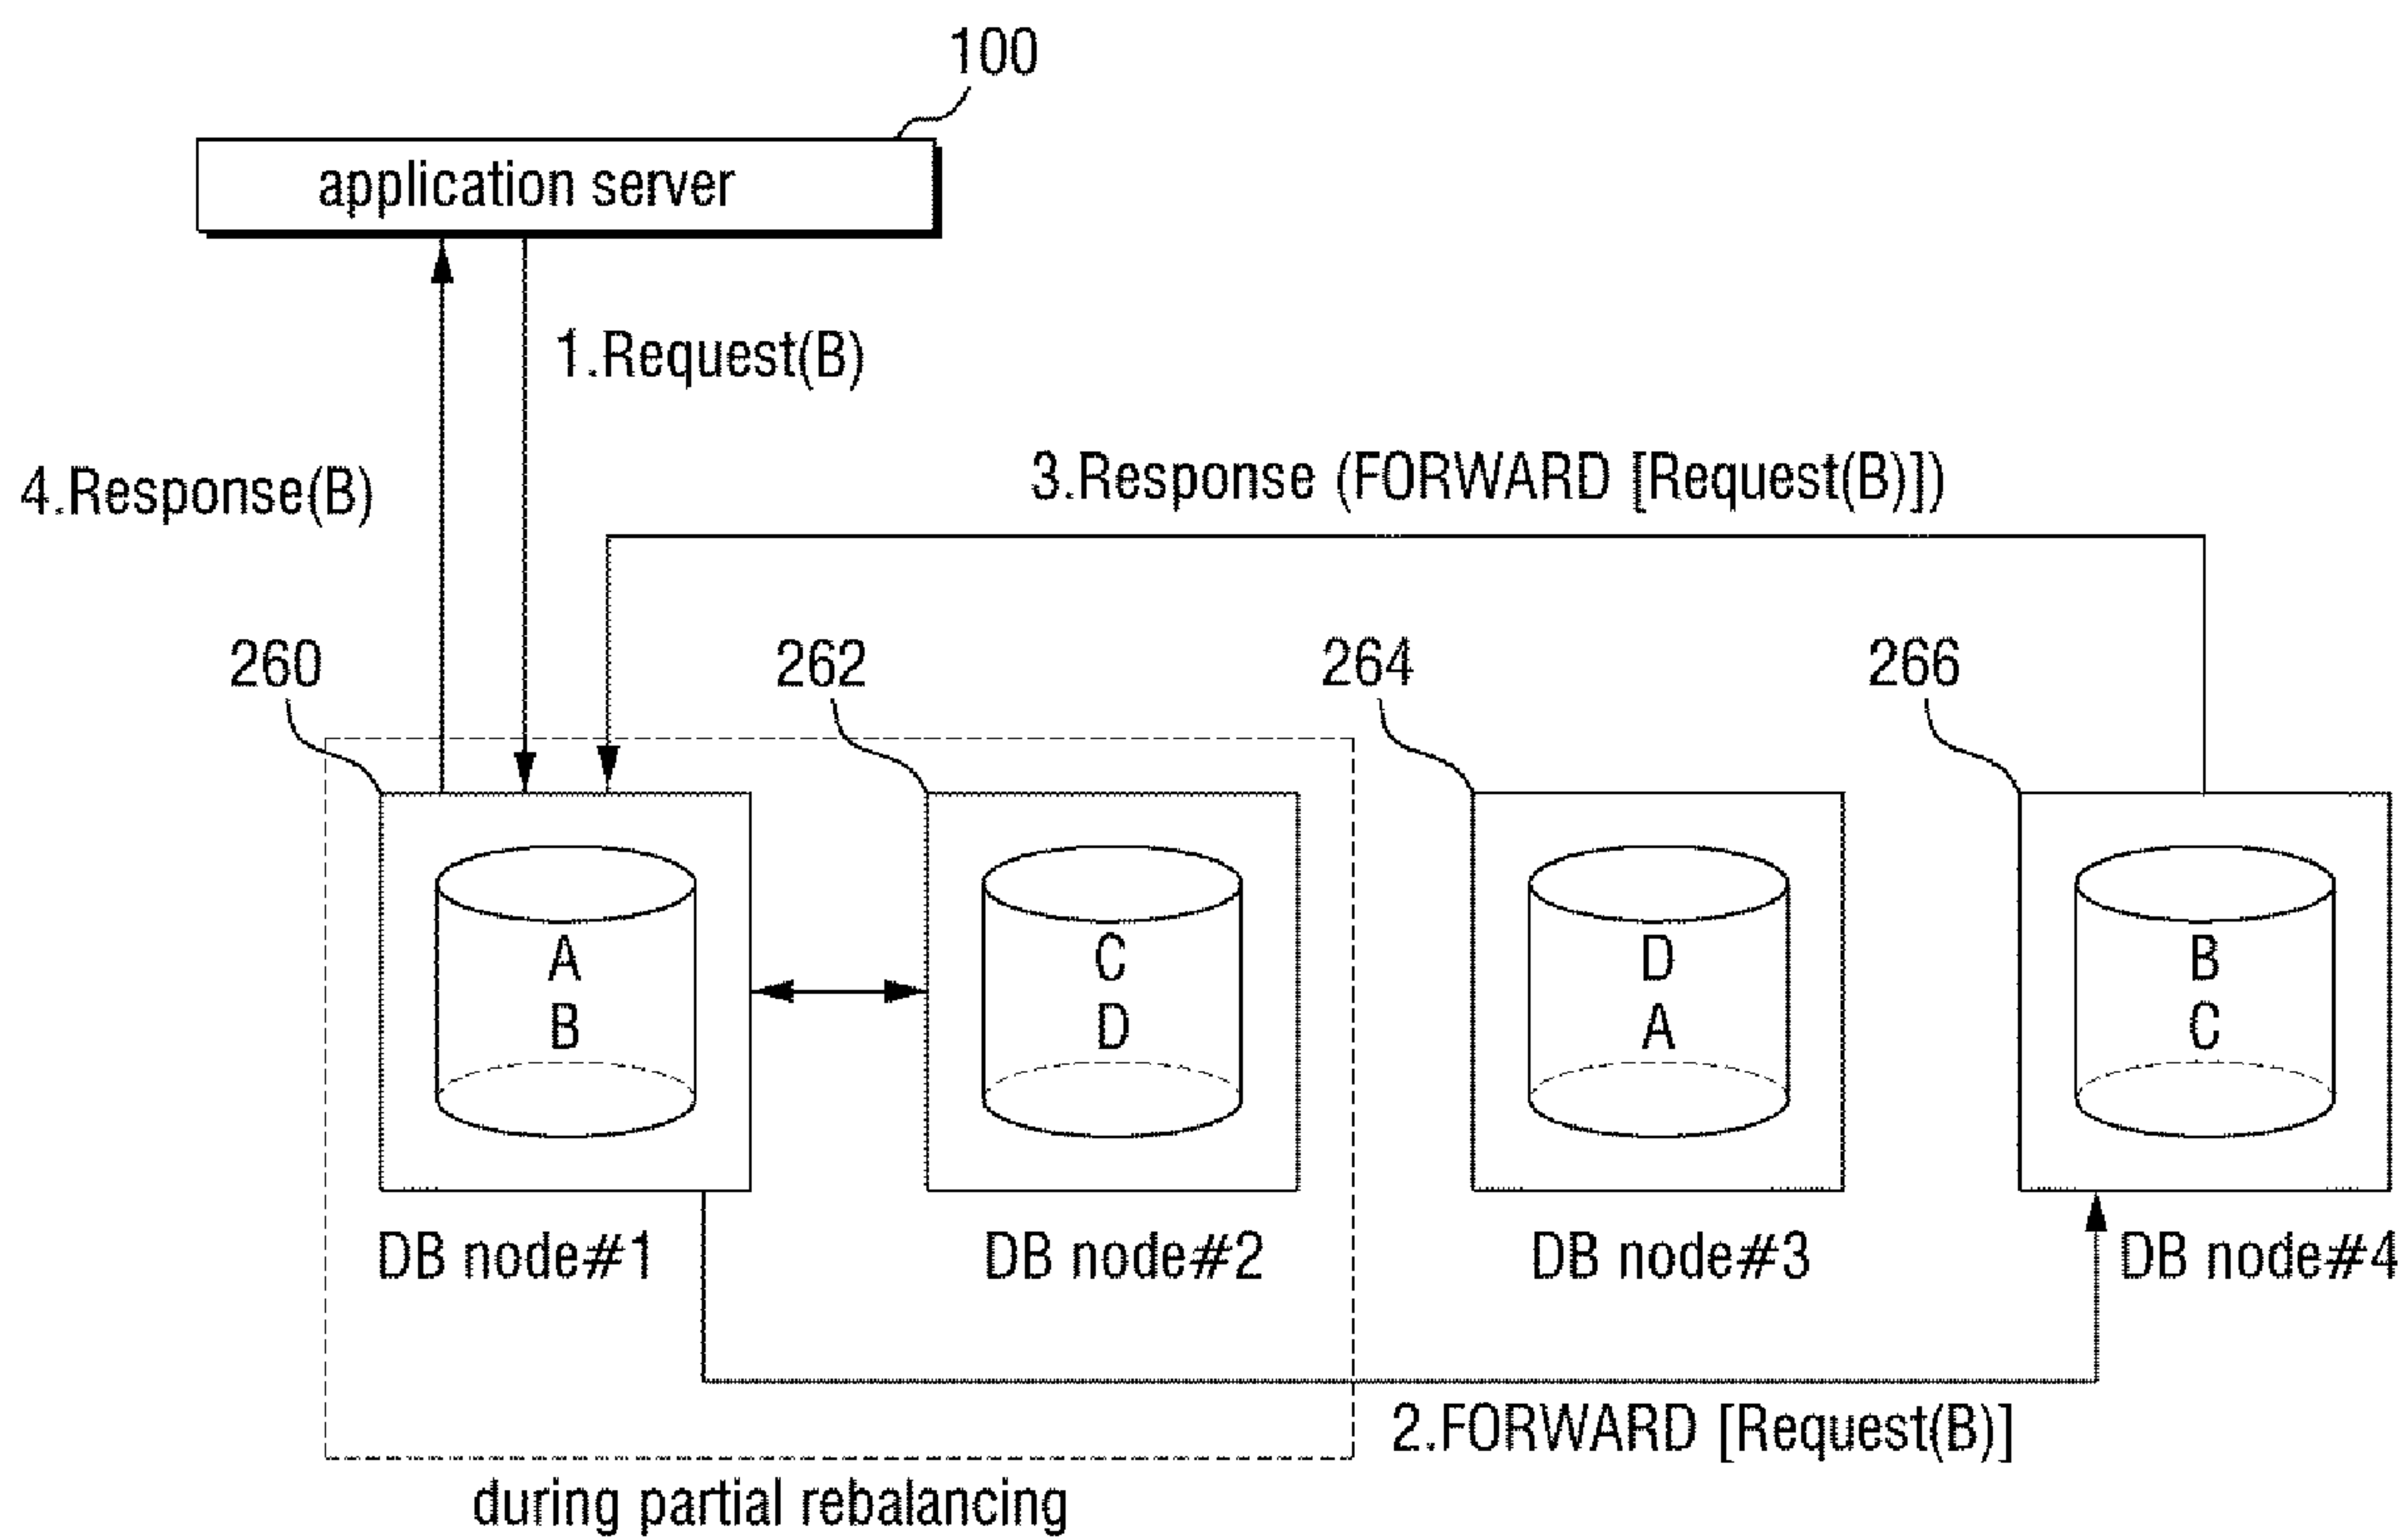 100
application server
1.Request(B)
4.Response(B)
3.Response (FORWARD [Request(B)])
260
262
264
266
A
B
C
D
D
A
B
C
DB node#1
DB node#2
DB node#3
DB node#4
2.FORWARD [Request(B)]
during partial rebalancing